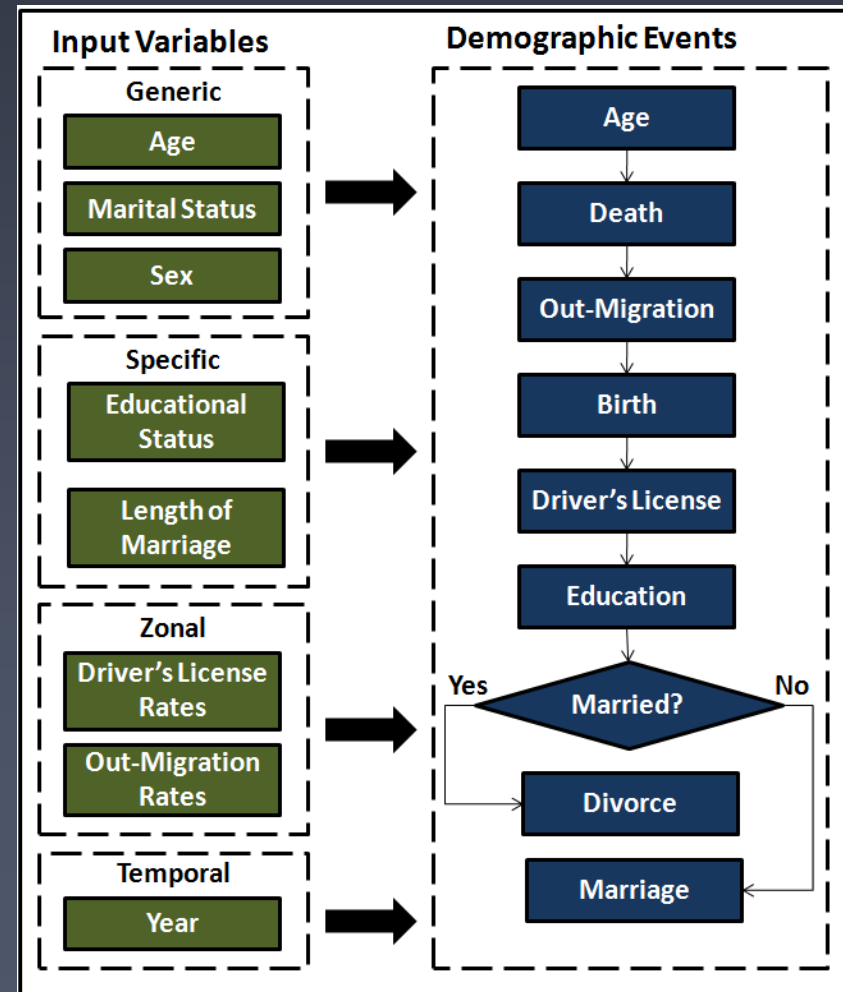 Input Variables
Generic
Age
Marital Status
Sex
Specific
Educational
Status
Length of
Marriage
Zonal
Driver's License
Rates
Out-Migration
Rates
Temporal
Year
Demographic Events
Age
Death
Out-Migration
Birth
Driver's License
Education
Yes
Married?
No
Divorce
Marriage